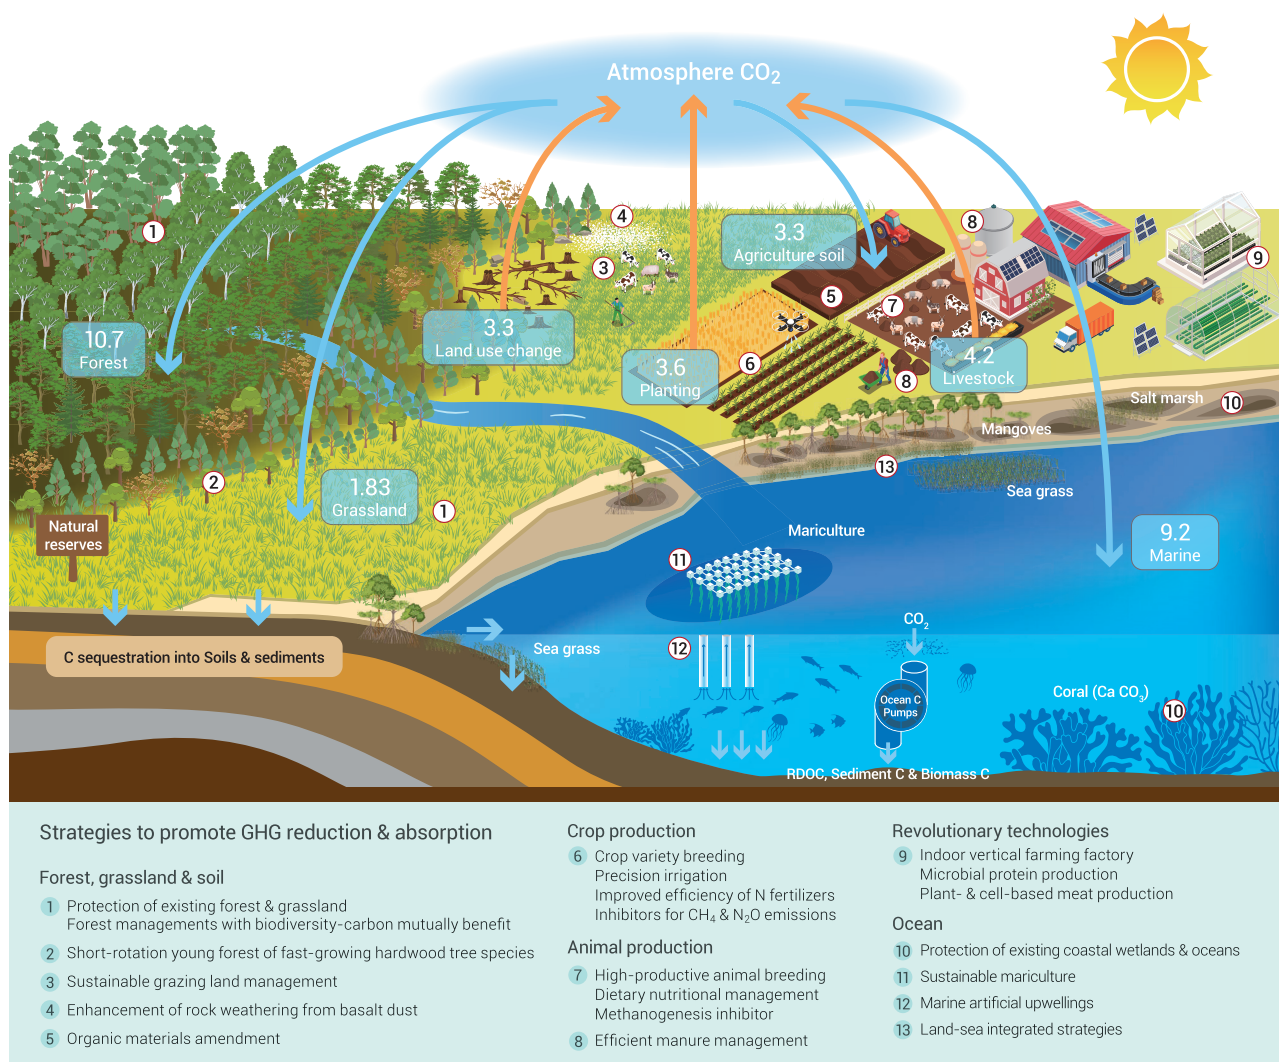 Atmosphere CO₂
1
4
3
3.3
Agriculture soil
8
9
5
7
10.7
Forest
3.3
Land use change
3.6
Planting
6
8
4.2
Livestock
Salt marsh
10
Mangoves
13
Sea grass
2
1.83
Grassland
1
Natural
reserves
Mariculture
11
9.2
Marine
C sequestration into Soils & sediments
Sea grass
12
CO₂
Ocean C
Pumps
Coral (Ca CO₃)
10
RDOC, Sediment C & Biomass C
Strategies to promote GHG reduction & absorption
Forest, grassland & soil
1 Protection of existing forest & grassland
Forest managements with biodiversity-carbon mutually benefit
2 Short-rotation young forest of fast-growing hardwood tree species
3 Sustainable grazing land management
4 Enhancement of rock weathering from basalt dust
5 Organic materials amendment
Crop production
6 Crop variety breeding
Precision irrigation
Improved efficiency of N fertilizers
Inhibitors for CH₄ & N₂O emissions
Animal production
7 High-productive animal breeding
Dietary nutritional management
Methanogenesis inhibitor
8 Efficient manure management
Revolutionary technologies
9 Indoor vertical farming factory
Microbial protein production
Plant- & cell-based meat production
Ocean
10 Protection of existing coastal wetlands & oceans
11 Sustainable mariculture
12 Marine artificial upwellings
13 Land-sea integrated strategies